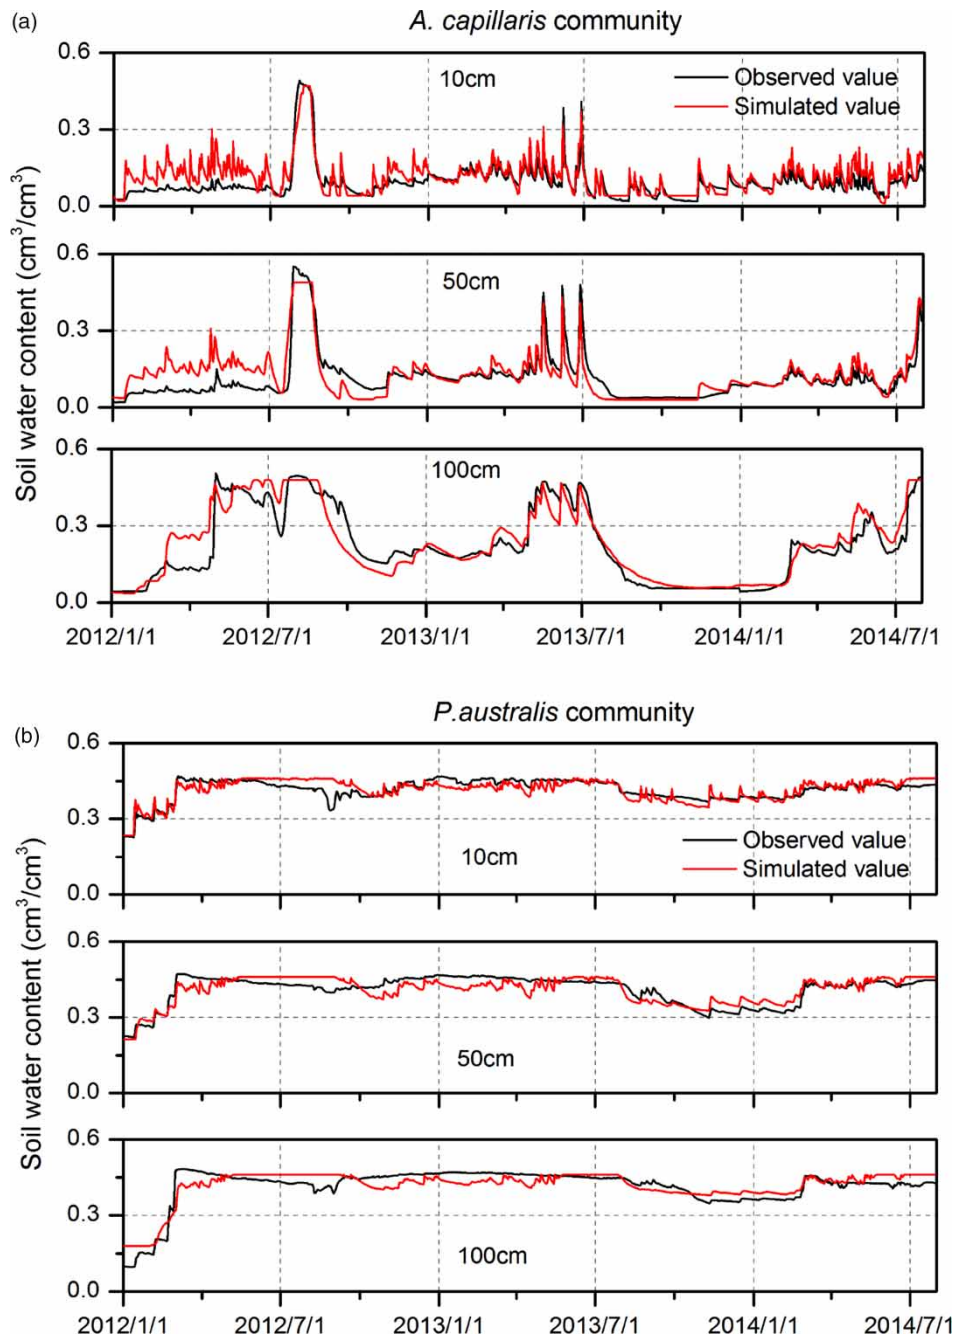 (a)
A. capillaris community
Soil water content (cm³/cm³)
0.6
0.3
0.0
10cm
Observed value
Simulated value
0.6
0.3
0.0
50cm
0.6
0.3
0.0
100cm
2012/1/1 2012/7/1 2013/1/1 2013/7/1 2014/1/1 2014/7/1
(b)
P.australis community
Soil water content (cm³/cm³)
0.6
0.3
0.0
10cm
Observed value
Simulated value
0.6
0.3
0.0
50cm
0.6
0.3
0.0
100cm
2012/1/1 2012/7/1 2013/1/1 2013/7/1 2014/1/1 2014/7/1